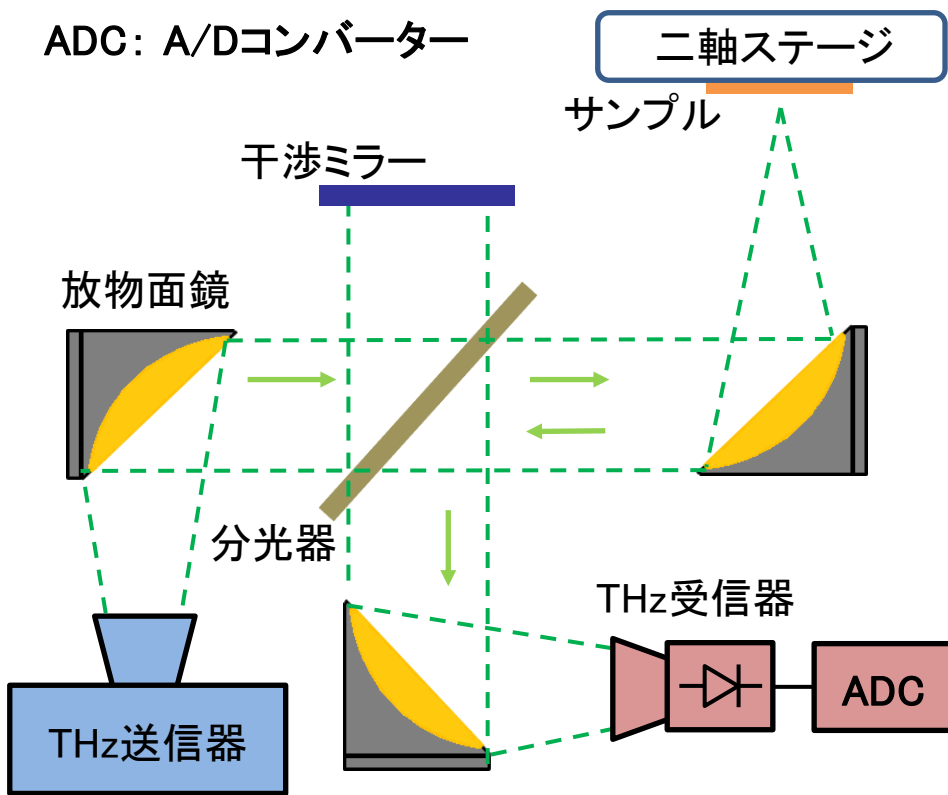 ADC: A/Dコンバーター
二軸ステージ
サンプル
干渉ミラー
放物面鏡
分光器
THz受信器
ADC
THz送信器